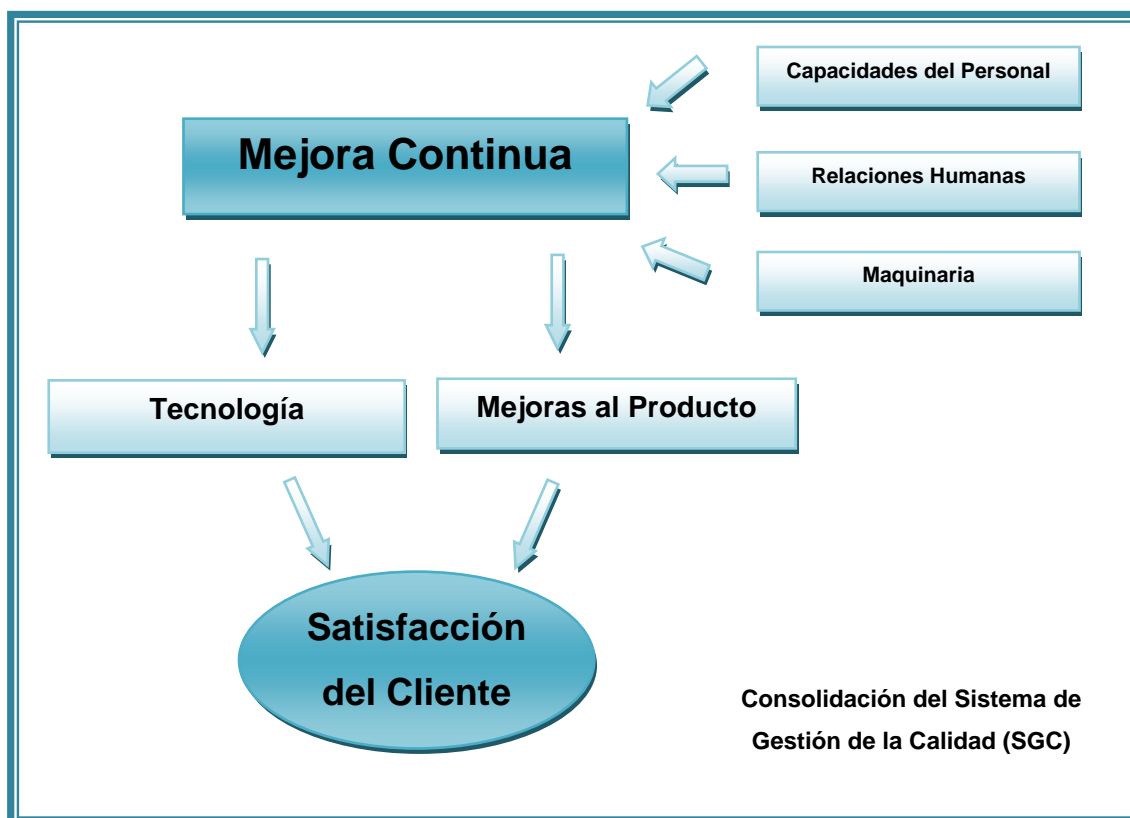 Capacidades del Personal
Mejora Continua
Relaciones Humanas
Maquinaria
Tecnología
Mejoras al Producto
Satisfacción
del Cliente
Consolidación del Sistema de
Gestión de la Calidad (SGC)